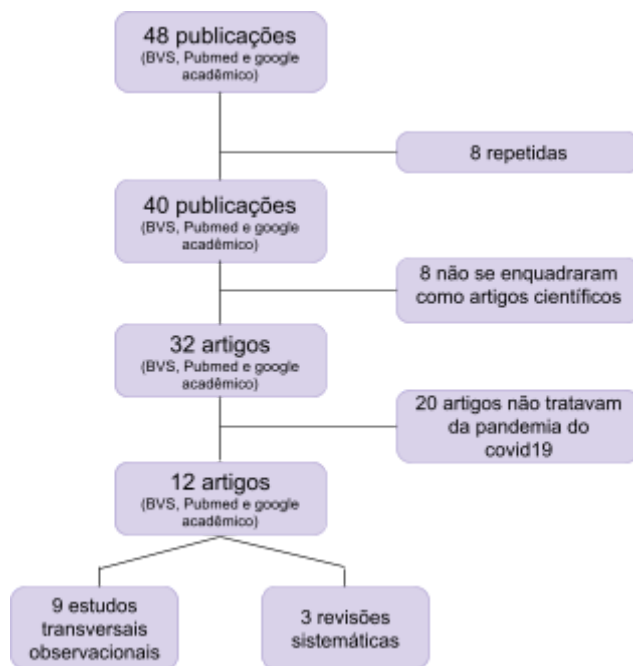 48 publicações
(BVS, Pubmed e google
acadêmico)
8 repetidas
40 publicações
(BVS, Pubmed e google
acadêmico)
8 não se enquadraram
como artigos científicos
32 artigos
(BVS, Pubmed e google
acadêmico)
20 artigos não tratavam
da pandemia do
covid19
12 artigos
(BVS, Pubmed e google
acadêmico)
9 estudos
transversais
observacionais
3 revisões
sistemáticas